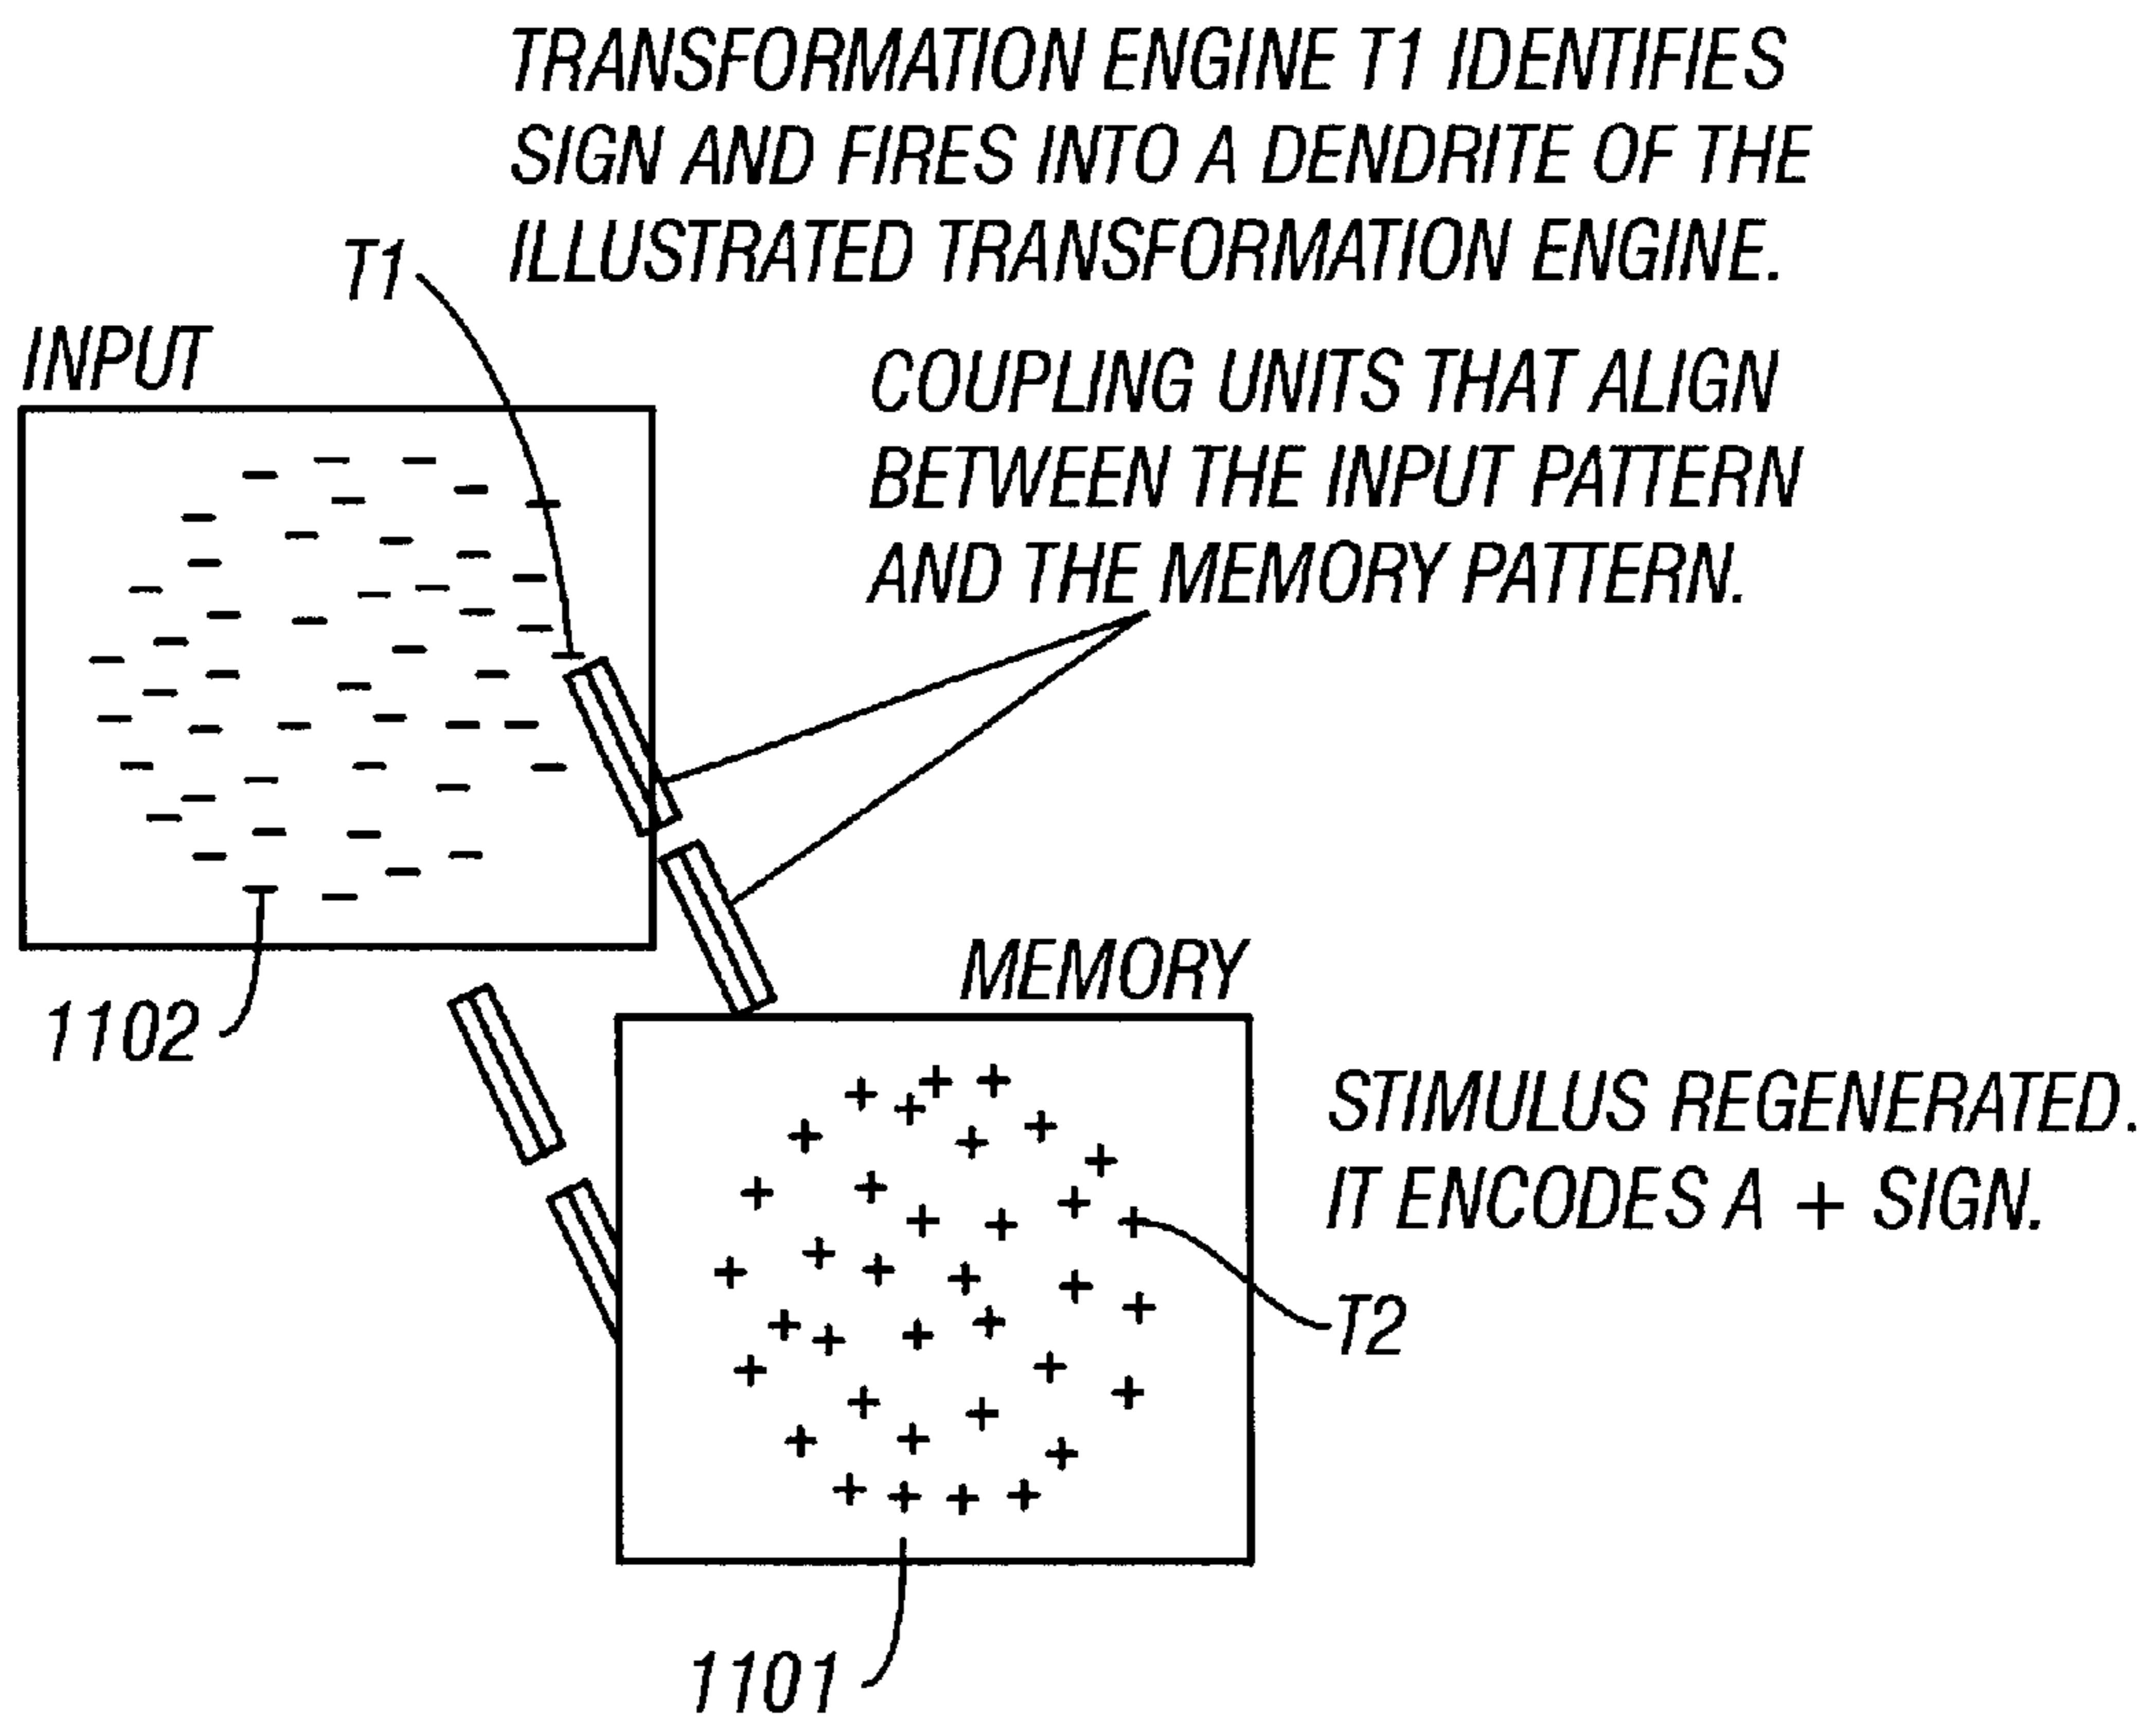 TRANSFORMATION ENGINE T1 IDENTIFIES
SIGN AND FIRES INTO A DENDRITE OF THE
ILLUSTRATED TRANSFORMATION ENGINE.
T1
INPUT
COUPLING UNITS THAT ALIGN
BETWEEN THE INPUT PATTERN
AND THE MEMORY PATTERN.
1102
MEMORY
STIMULUS REGENERATED.
IT ENCODES A + SIGN.
T2
1101